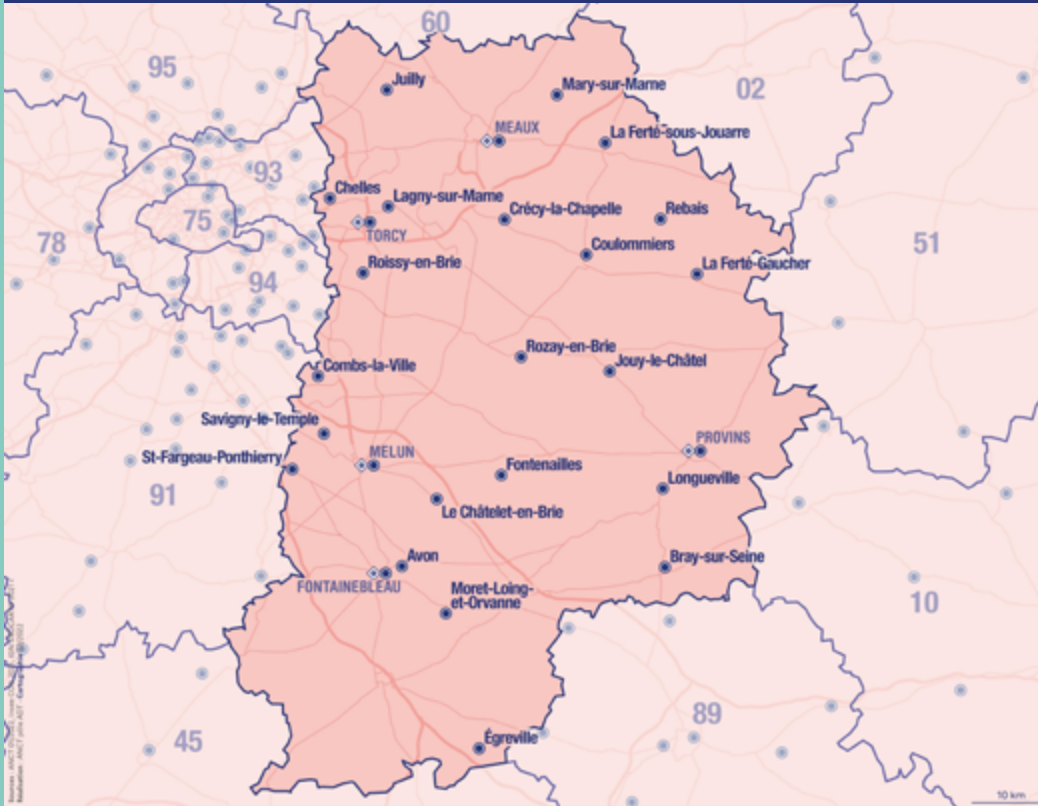 60
95
Juilly
Mary-sur-Marne
02
MEAUX
La Ferté-sous-Jouarre
93
Chelles
Lagny-sur-Marne
Crécy-la-Chapelle
Rebais
75
TORCY
78
Coulommiers
51
Roissy-en-Brie
La Ferté-Gaucher
94
Rozay-en-Brie
Jouy-le-Châtel
Combs-la-Ville
Savigny-le-Temple
PROVINS
MELUN
St-Fargeau-Ponthierry
Fontenailles
Longueville
91
Le Châtelet-en-Brie
Avon
Bray-sur-Seine
FONTAINEBLEAU
Moret-Loing-
et-Orvanne
10
89
45
Égreville
10 km